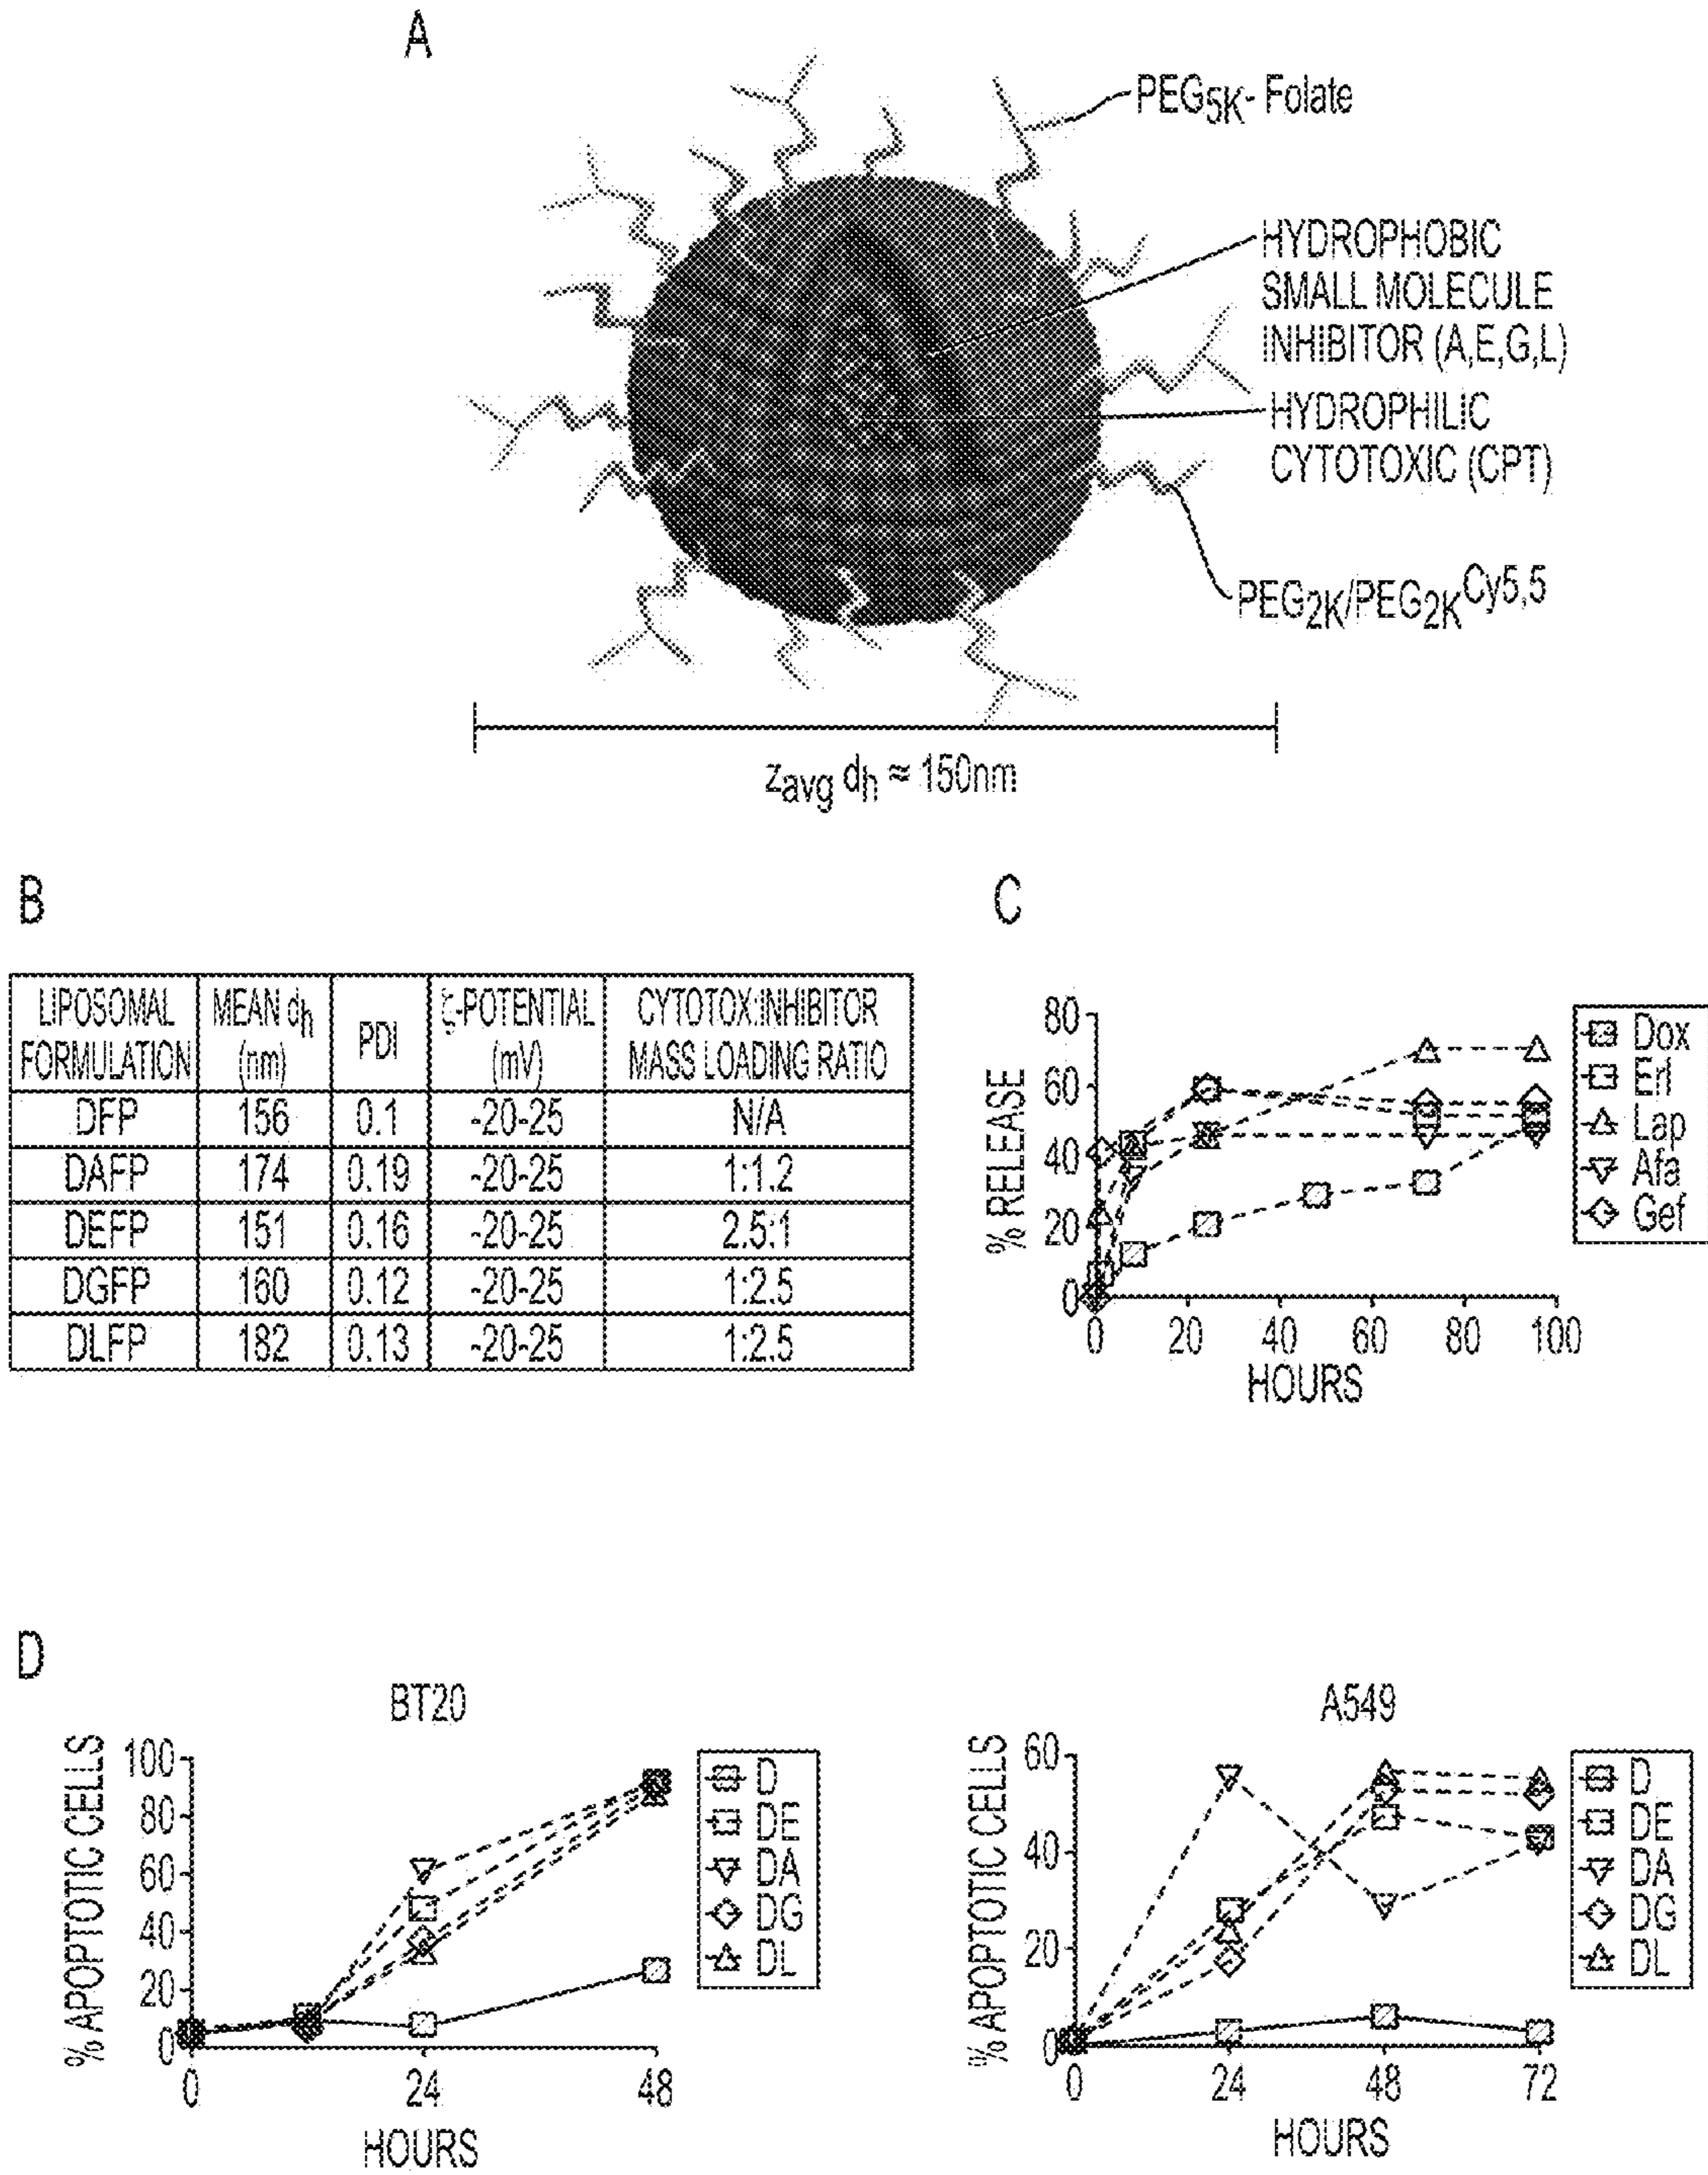 A
PEG5K- Folate
HYDROPHOBIC
SMALL MOLECULE
INHIBITOR (A,E,G,L)
HYDROPHILIC
CYTOTOXIC (CPT)
PEG2K/PEG2KCy5,5
zavg dh ≈ 150nm
B
LIPOSOMAL FORMULATION MEAN dh (nm) PDI ζ-POTENTIAL (mV) CYTOTOX:INHIBITOR MASS LOADING RATIO
DFP 156 0.1 -20-25 N/A
DAFP 174 0.19 -20-25 1:1.2
DEFP 151 0.16 -20-25 2.5:1
DGFP 160 0.12 -20-25 1:2.5
DLFP 182 0.13 -20-25 1:2.5
C
% RELEASE
80
60
40
20
0
0 20 40 60 80 100
HOURS
Dox
Erl
Lap
Afa
Gef
D
BT20
% APOPTOTIC CELLS
100
80
60
40
20
0
0 24 48
HOURS
D
DE
DA
DG
DL
A549
% APOPTOTIC CELLS
60
40
20
0
0 24 48 72
HOURS
D
DE
DA
DG
DL